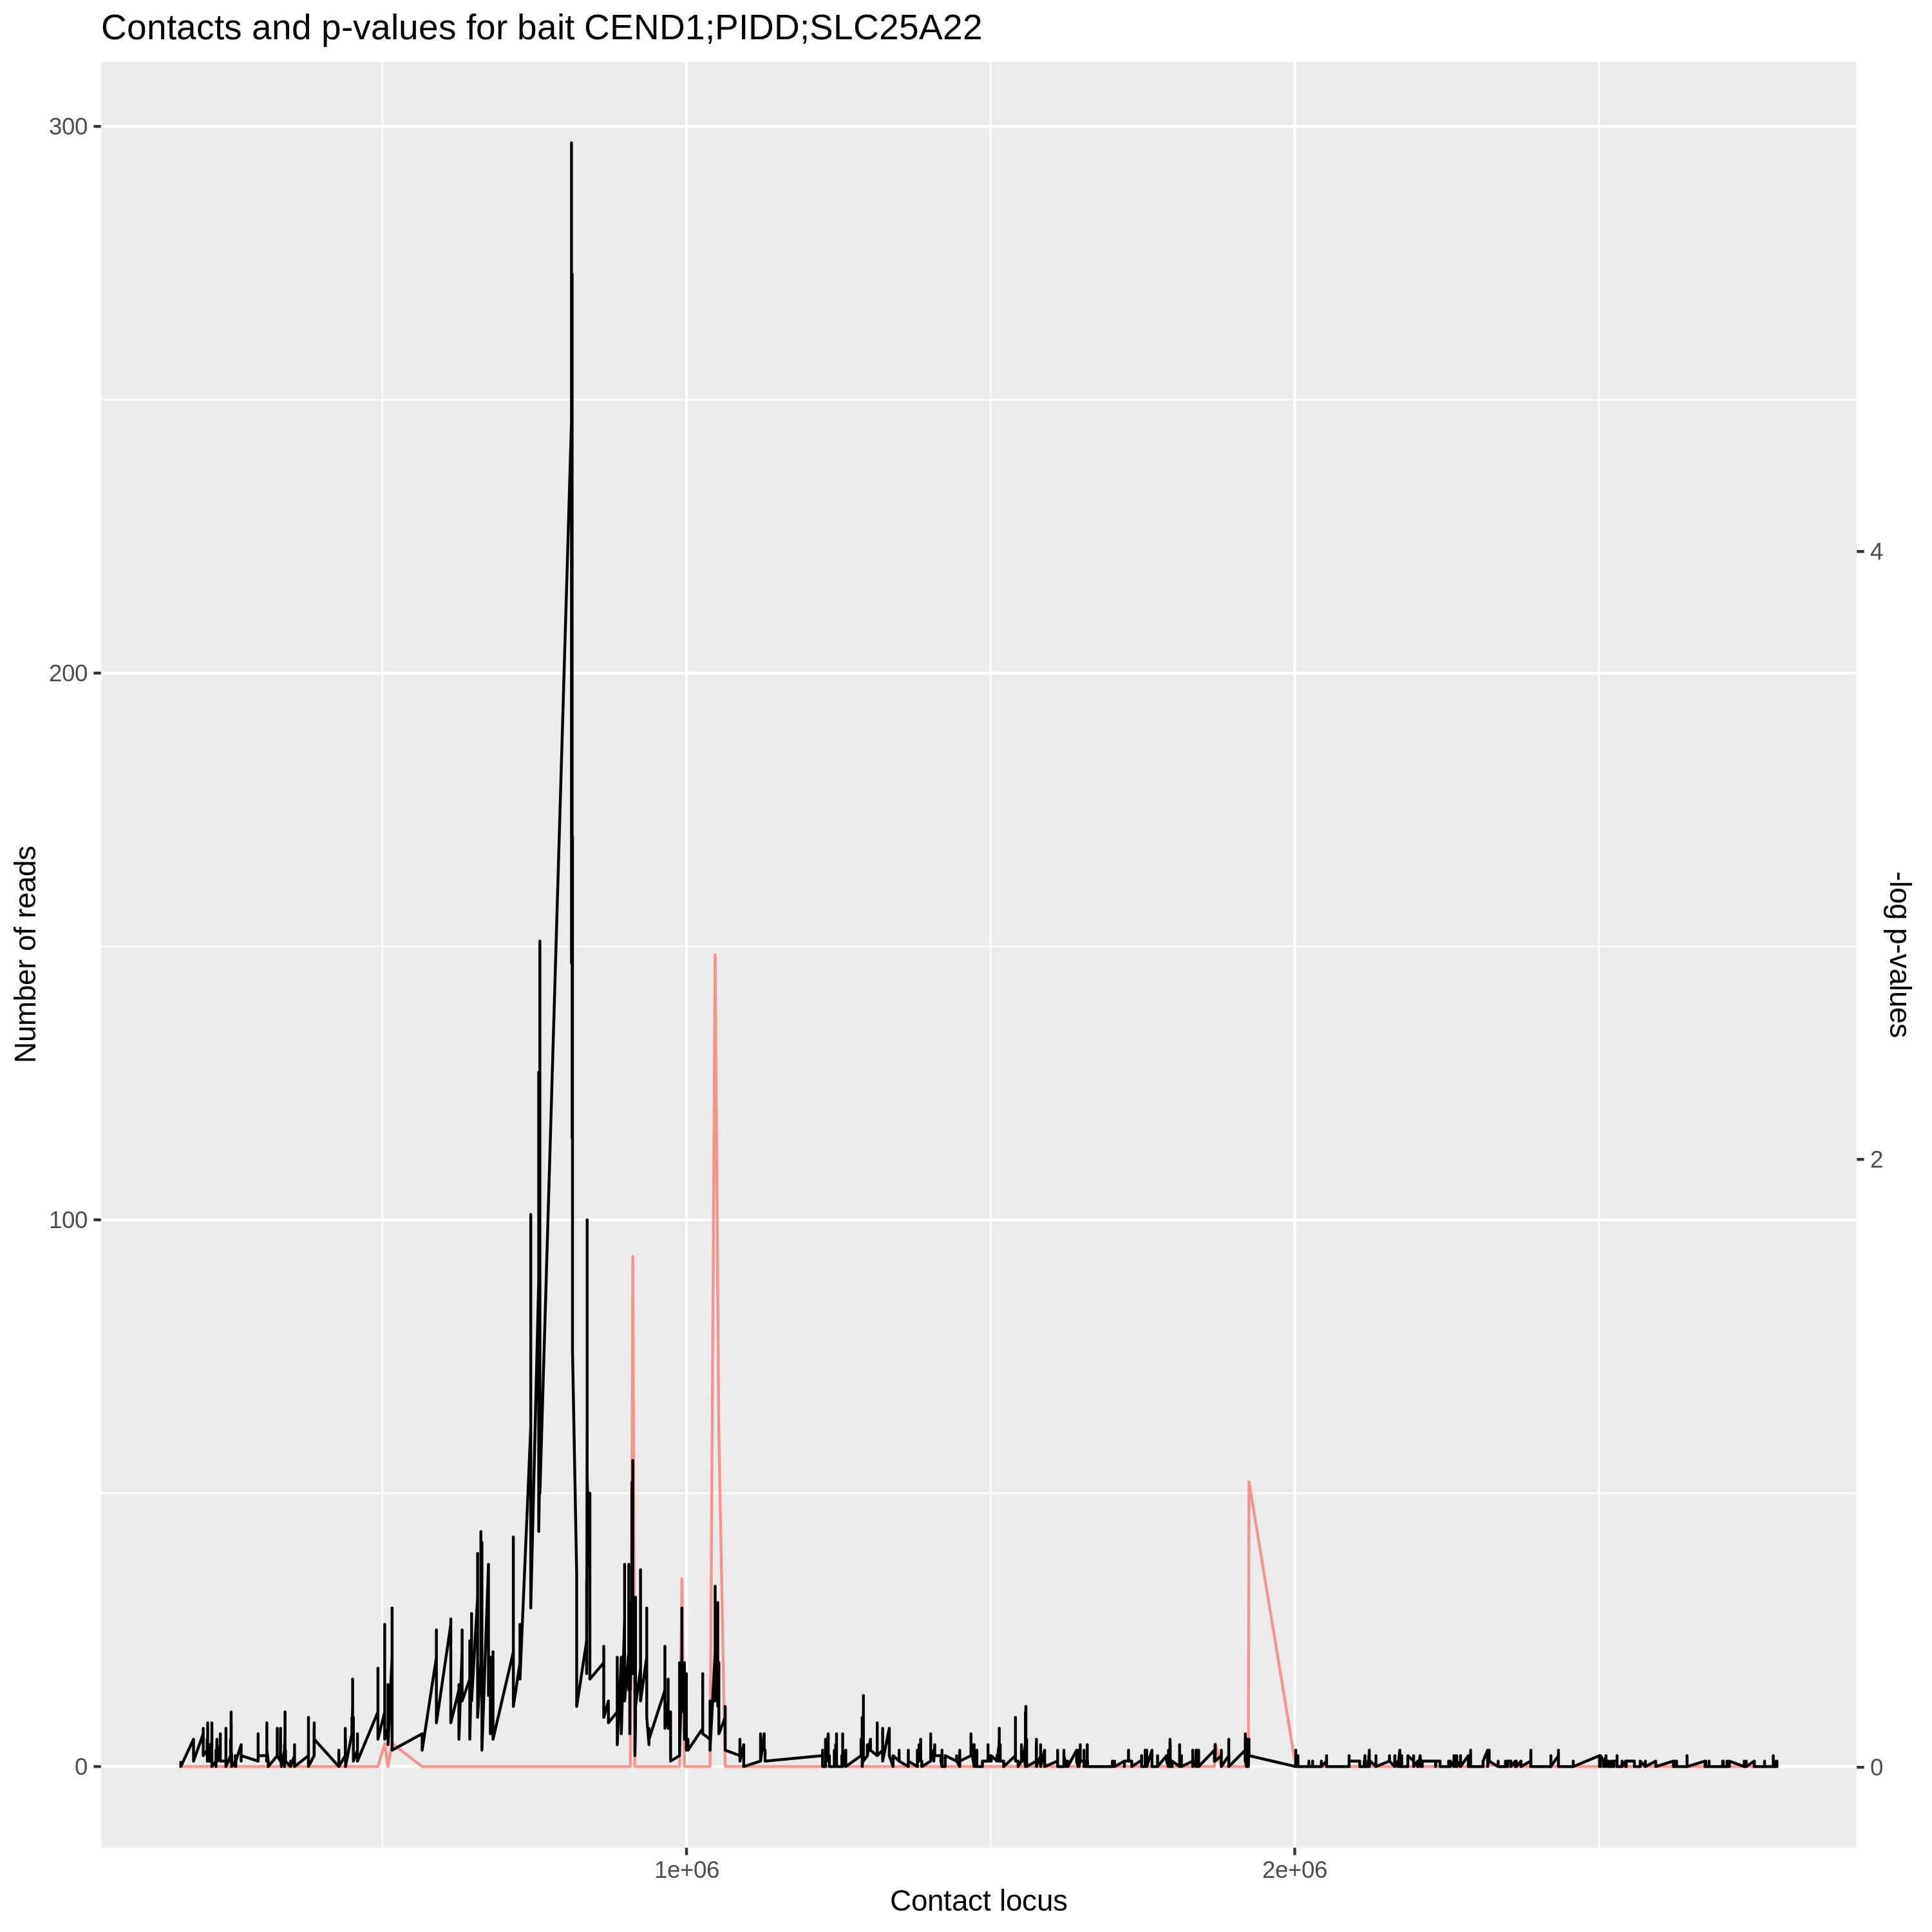 Contacts and p-values for bait CEND1;PIDD;SLC25A22
300
200
100
0
Number of reads
4
2
0
-log p-values
1e+06
2e+06
Contact locus